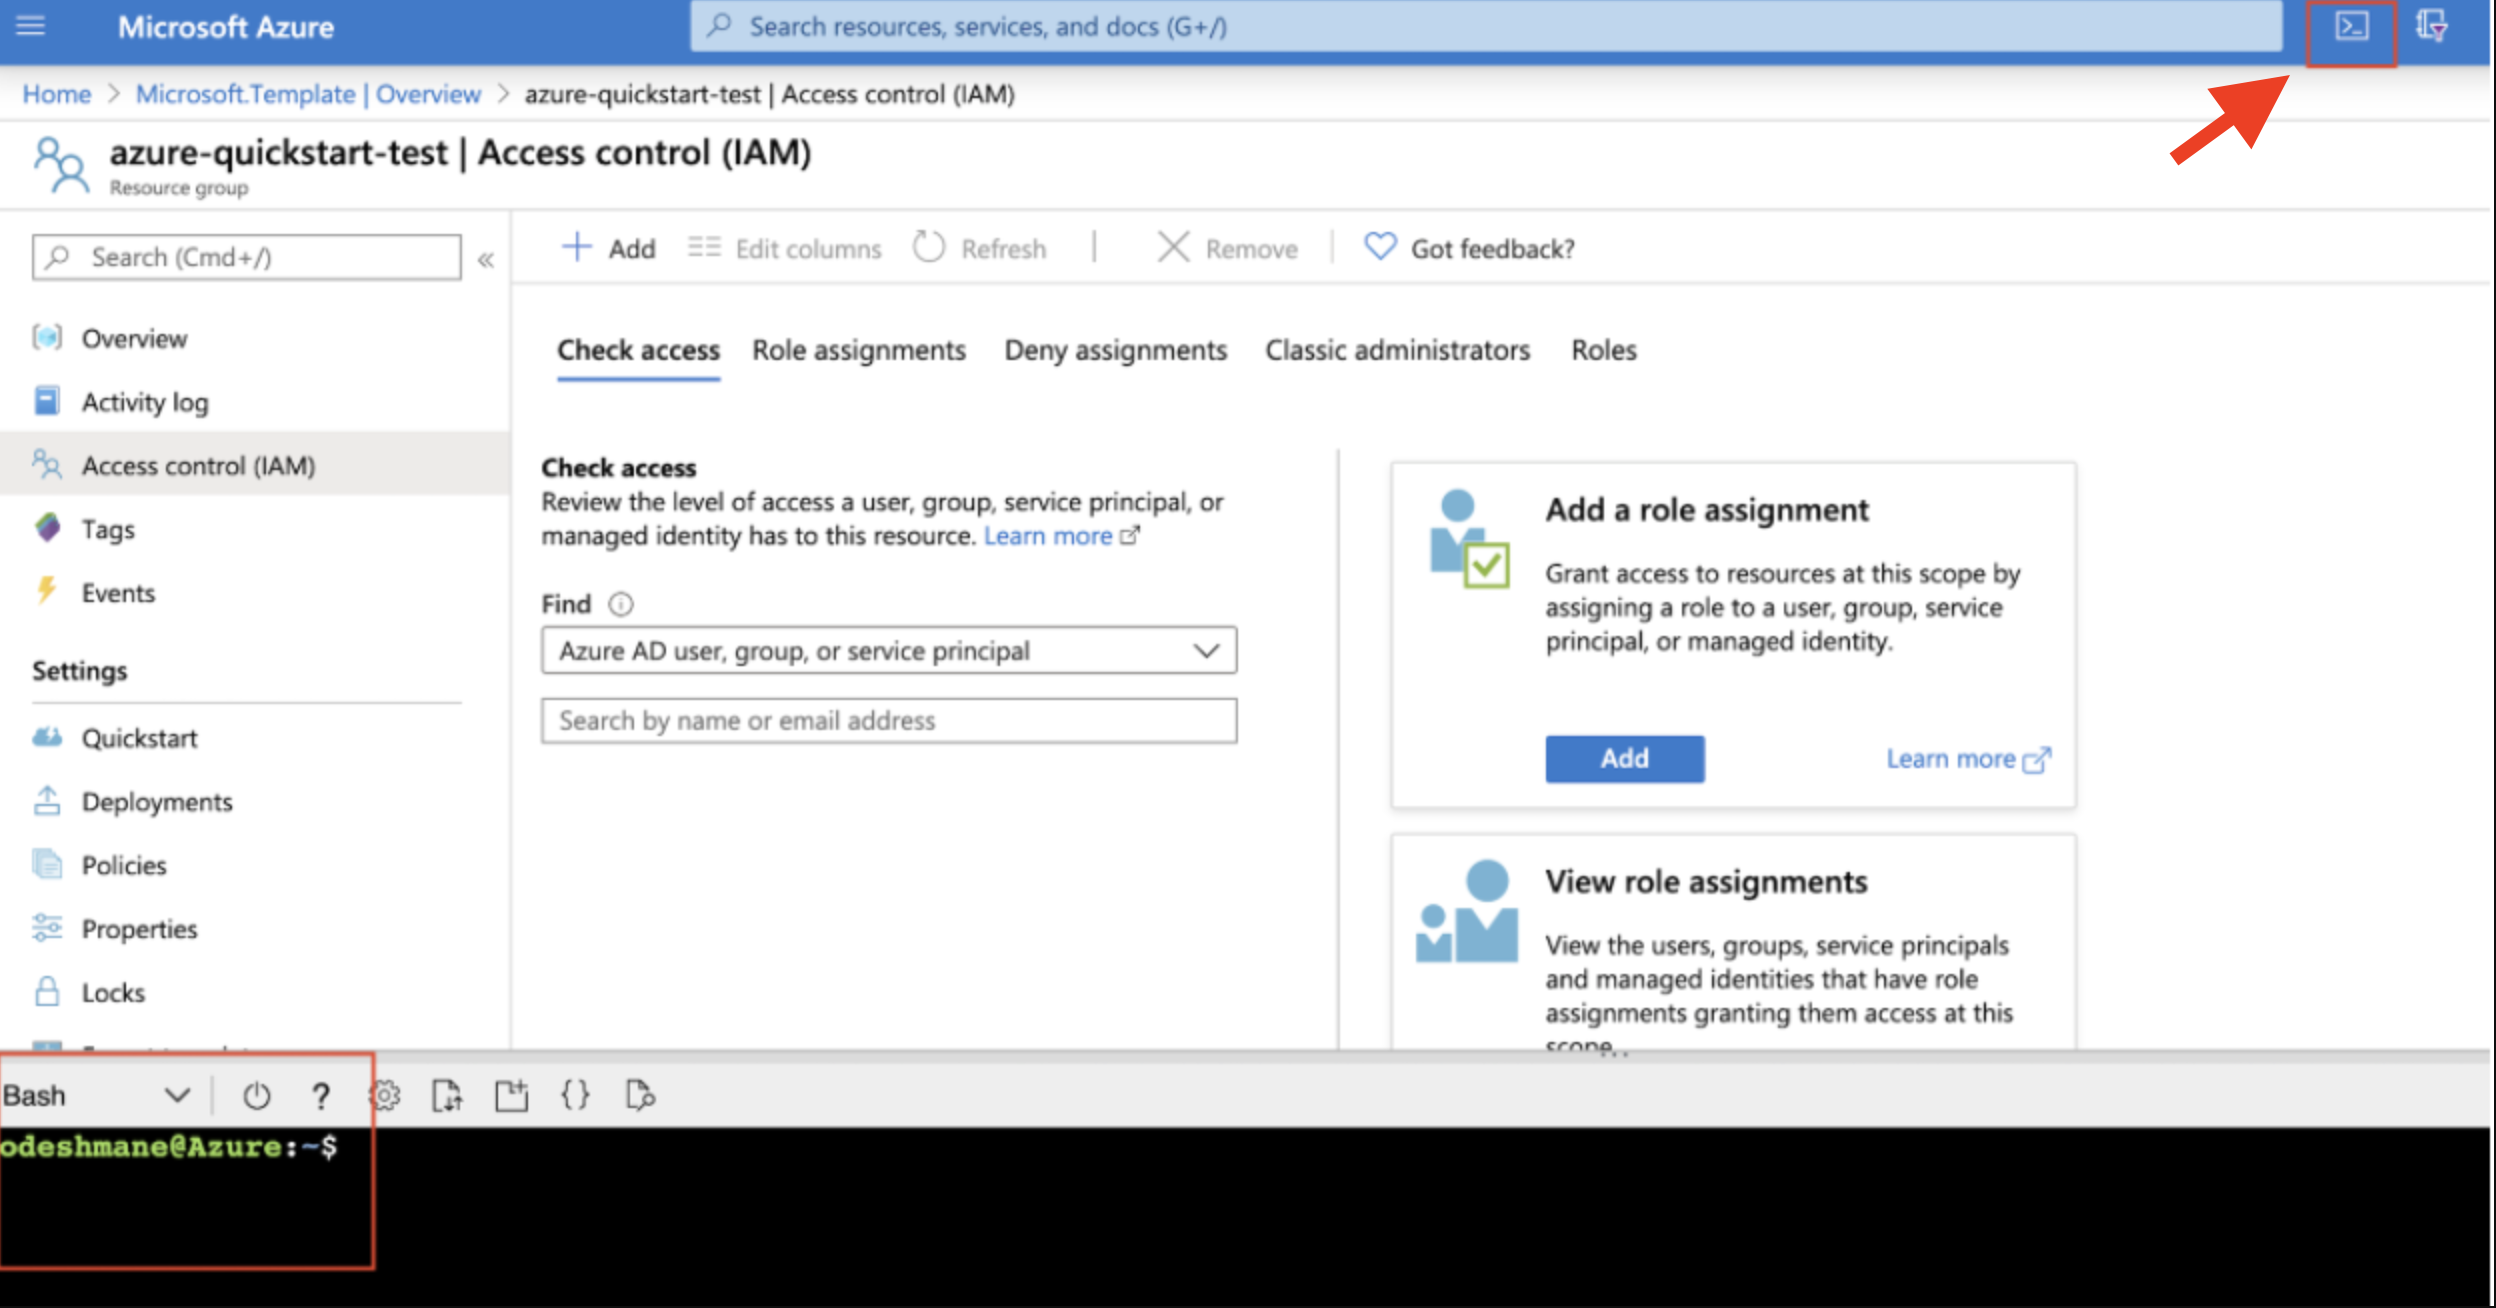 Microsoft Azure
Search resources, services, and docs (G+/)
Home > Microsoft.Template | Overview > azure-quickstart-test | Access control (IAM)
azure-quickstart-test | Access control (IAM)
Resource group
Search (Cmd+/)
«
Add
Edit columns
Refresh
Remove
Got feedback?
Overview
Activity log
Access control (IAM)
Tags
Events
Settings
Quickstart
Deployments
Policies
Properties
Locks
Check access
Role assignments
Deny assignments
Classic administrators
Roles
Check access
Review the level of access a user, group, service principal, or
managed identity has to this resource. Learn more
Find
Azure AD user, group, or service principal
Search by name or email address
Add a role assignment
Grant access to resources at this scope by
assigning a role to a user, group, service
principal, or managed identity.
Add
Learn more
View role assignments
View the users, groups, service principals
and managed identities that have role
assignments granting them access at this
scope.
Bash
?
{}
odeshmane@Azure:~$